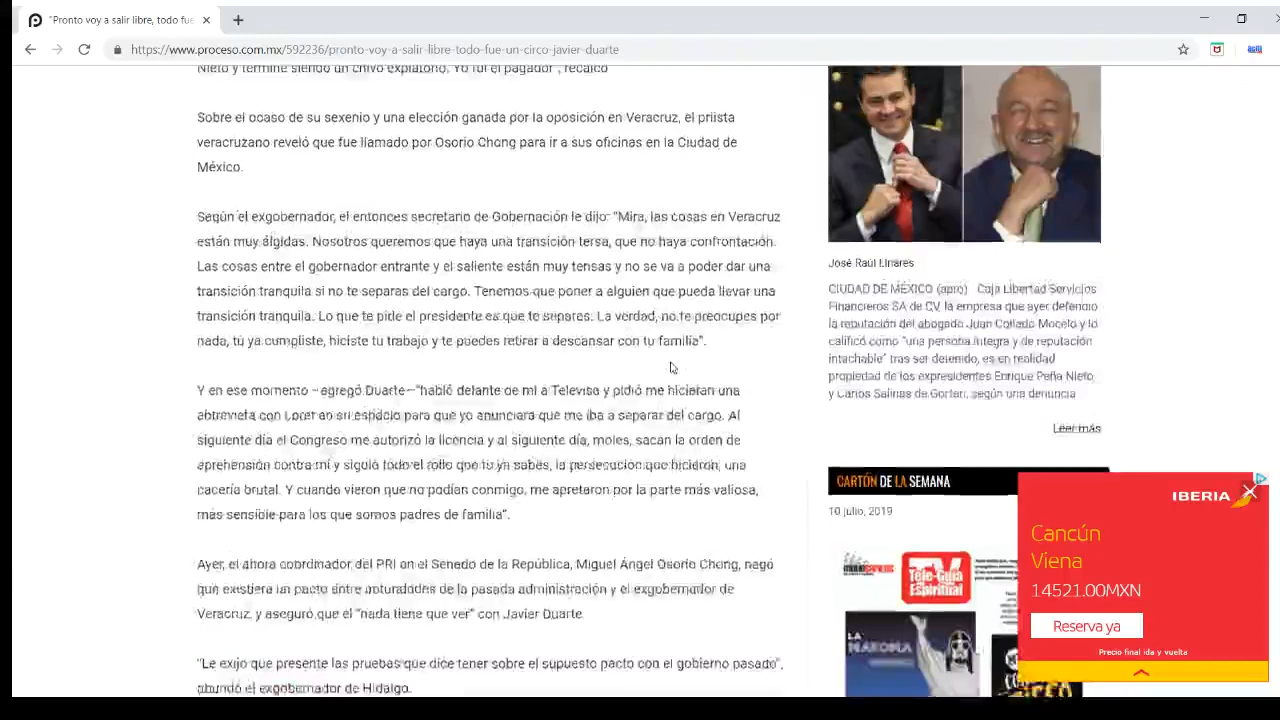 "Pronto voy a salir libre, todo fue
https://www.proceso.com.mx/592236/pronto-voy-a-salir-libre-todo-fue-un-circo-javier-duarte
Nieto y terminé siendo un chivo expiatorio. Yo fui el pagador", recalcó
Sobre el ocaso de su sexenio y una elección ganada por la oposición en Veracruz, el priista
veracruzano reveló que fue llamado por Osorio Chong para ir a sus oficinas en la Ciudad de
México.
Según el exgobernador, el entonces secretario de Gobernación le dijo: "Mira, las cosas en Veracruz
están muy álgidas. Nosotros queremos que haya una transición tersa, que no haya confrontación.
Las cosas entre el gobernador entrante y el saliente están muy tensas y no se va a poder dar una
transición tranquila si no te separas del cargo. Tenemos que poner a alguien que pueda llevar una
transición tranquila. Lo que te pide el presidente es que te separes. La verdad, no te preocupes por
nada, tú ya cumpliste, hiciste tu trabajo y te puedes retirar a descansar con tu familia".
Y en ese momento –agregó Duarte– "habló delante de mí a Televisa y pidió me hicieran una
entrevista con Loret en su espacio para que yo anunciara que me iba a separar del cargo. Al
siguiente día el Congreso me autorizó la licencia y al siguiente día, moles, sacan la orden de
aprehensión contra mí y siguió todo el rollo que tú ya sabes, la persecución que hicieron, una
cacería brutal. Y cuando vieron que no podían conmigo, me apretaron por la parte más valiosa,
más sensible para los que somos padres de familia".
Ayer, el ahora coordinador del PRI en el Senado de la República, Miguel Ángel Osorio Chong, negó
que existiera un pacto entre autoridades de la pasada administración y el exgobernador de
Veracruz, y aseguró que él "nada tiene que ver" con Javier Duarte.
"Le exijo que presente las pruebas que dice tener sobre el supuesto pacto con el gobierno pasado",
abundó el exgobernador de Hidalgo.
José Raúl Linares
CIUDAD DE MÉXICO (apro) Caja Libertad Servicios
Financieros SA de CV, la empresa que ayer defendió
la reputación del abogado Juan Collado Mocelo y lo
calificó como "una persona íntegra y de reputación
intachable" tras ser detenido, es en realidad
propiedad de los expresidentes Enrique Peña Nieto
y Carlos Salinas de Gortari, según una denuncia
Leer más
CARTÓN DE LA SEMANA
10 julio, 2019
TV
Tele-Guía
Espiritual
LA
MAROMA
IBERIA
Cancún
Viena
14521.00MXN
Reserva ya
Precio final ida y vuelta